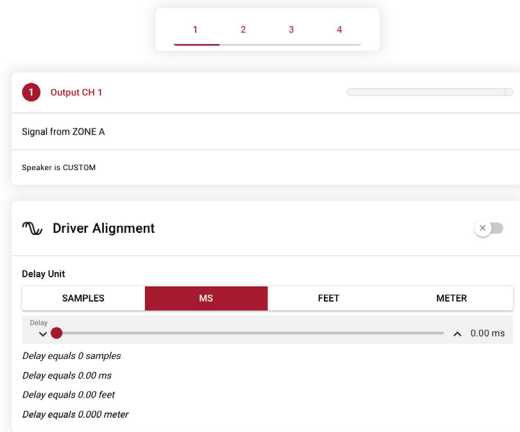 1 2 3 4
1 Output CH 1
Signal from ZONE A
Speaker is CUSTOM
Driver Alignment
Delay Unit
SAMPLES MS FEET METER
Delay
0.00 ms
Delay equals 0 samples
Delay equals 0.00 ms
Delay equals 0.00 feet
Delay equals 0.000 meter